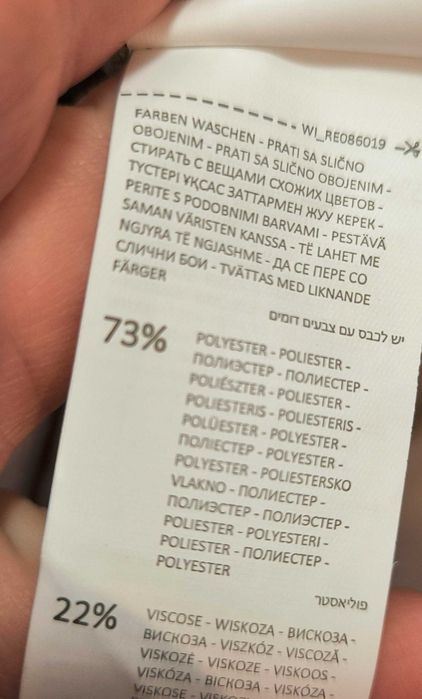 WI_RE086019
FARBEN WASCHEN - PRATI SA SLIČNO
OBOJENIM - PRATI SA SLIČNO OBOJENIM -
СТИРАТЬ С ВЕЩАМИ СХОЖИХ ЦВЕТОВ -
ТҮСТЕРІ ҰҚСАС ЗАТТАРМЕН ЖУУ КЕРЕК -
PERITE S PODOBNIMI BARVAMI - PESTÄVÄ
SAMAN VÄRISTEN KANSSA - TË LAHET ME
NGJYRA TË NGJASHME - ДА СЕ ПЕРЕ СО
СЛИЧНИ БОИ - TVÄTTAS MED LIKNANDE
FÄRGER
יש לכבס עם צבעים דומים
73%
POLYESTER - POLIESTER -
ПОЛИЭСТЕР - ПОЛИЕСТЕР -
POLIÉSZTER - POLIESTER -
POLIESTERIS - POLIESTERIS -
POLÜESTER - POLYESTER -
ПОЛІЕСТЕР - POLYESTER -
POLYESTER - POLIESTERSKO
VLAKNO - ПОЛИЕСТЕР -
ПОЛИЭСТЕР - ПОЛИЭСТЕР -
POLIESTER - POLYESTERI -
POLIESTER - ПОЛИЕСТЕР -
POLYESTER
פוליאסטר
22%
VISCOSE - WISKOZA - ВИСКОЗА -
ВИСКОЗА - VISZKÓZ - VISCOZĂ -
VISKOZĖ - VISKOZE - VISKOOS -
VISKÓZA - ВІСКОЗА - VISKÓZA -
VISKOSE - VISKOZA -